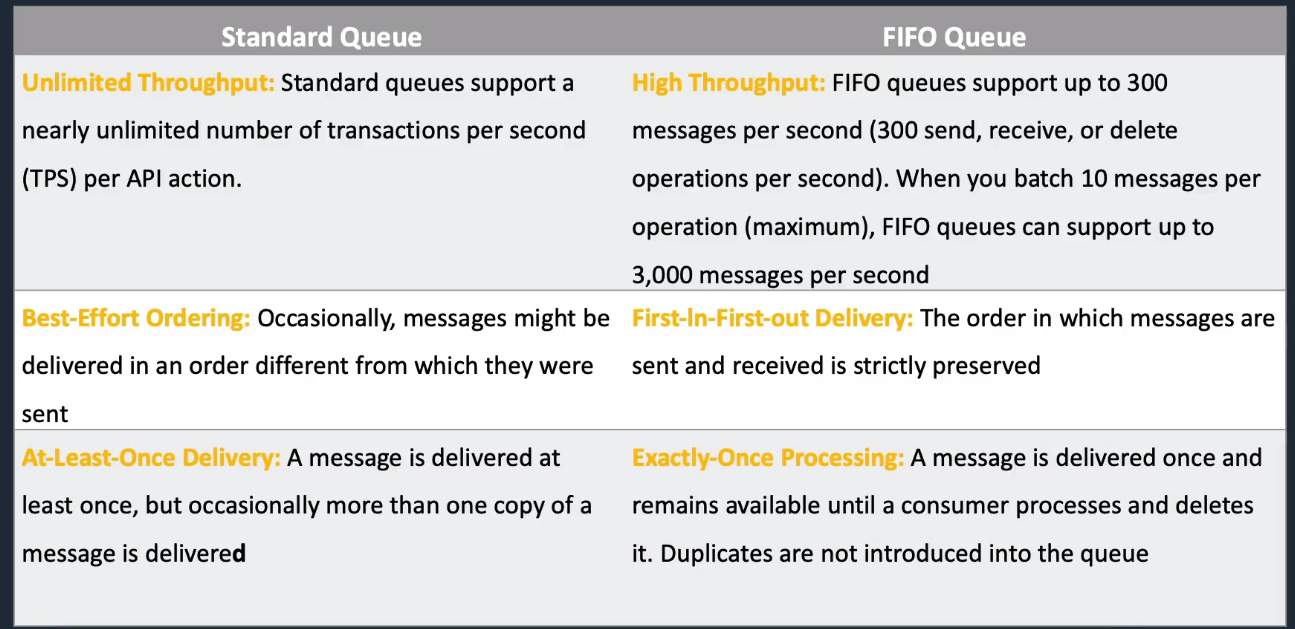 Standard Queue
FIFO Queue
Unlimited Throughput: Standard queues support a
nearly unlimited number of transactions per second
(TPS) per API action.
High Throughput: FIFO queues support up to 300
messages per second (300 send, receive, or delete
operations per second). When you batch 10 messages per
operation (maximum), FIFO queues can support up to
3,000 messages per second
Best-Effort Ordering: Occasionally, messages might be
delivered in an order different from which they were
sent
First-ln-First-out Delivery: The order in which messages are
sent and received is strictly preserved
At-Least-Once Delivery: A message is delivered at
least once, but occasionally more than one copy of a
message is delivered
Exactly-Once Processing: A message is delivered once and
remains available until a consumer processes and deletes
it. Duplicates are not introduced into the queue